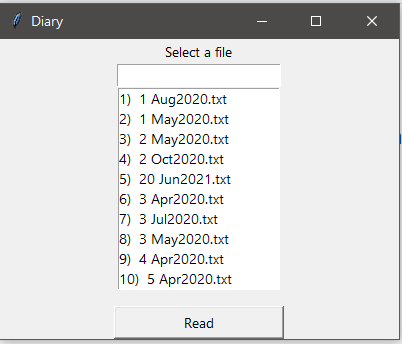 Diary
Select a file
1) 1 Aug2020.txt
2) 1 May2020.txt
3) 2 May2020.txt
4) 2 Oct2020.txt
5) 20 Jun2021.txt
6) 3 Apr2020.txt
7) 3 Jul2020.txt
8) 3 May2020.txt
9) 4 Apr2020.txt
10) 5 Apr2020.txt
Read